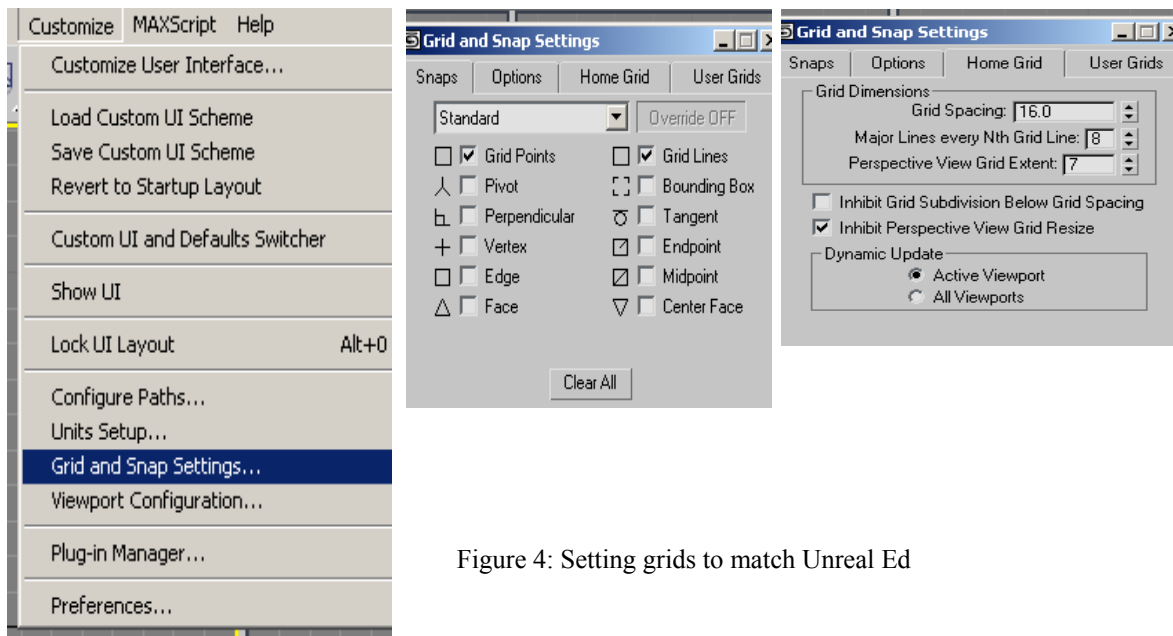 Customize MAXScript Help
Customize User Interface...
Load Custom UI Scheme
Save Custom UI Scheme
Revert to Startup Layout
Custom UI and Defaults Switcher
Show UI
Lock UI Layout Alt+0
Configure Paths...
Units Setup...
Grid and Snap Settings...
Viewport Configuration...
Plug-in Manager...
Preferences...
Grid and Snap Settings
Snaps Options Home Grid User Grids
Standard Override OFF
Grid Points Grid Lines
Pivot Bounding Box
Perpendicular Tangent
Vertex Endpoint
Edge Midpoint
Face Center Face
Clear All
Grid and Snap Settings
Snaps Options Home Grid User Grids
Grid Dimensions
Grid Spacing: 16.0
Major Lines every Nth Grid Line: 8
Perspective View Grid Extent: 7
Inhibit Grid Subdivision Below Grid Spacing
Inhibit Perspective View Grid Resize
Dynamic Update
Active Viewport
All Viewports
Figure 4: Setting grids to match Unreal Ed